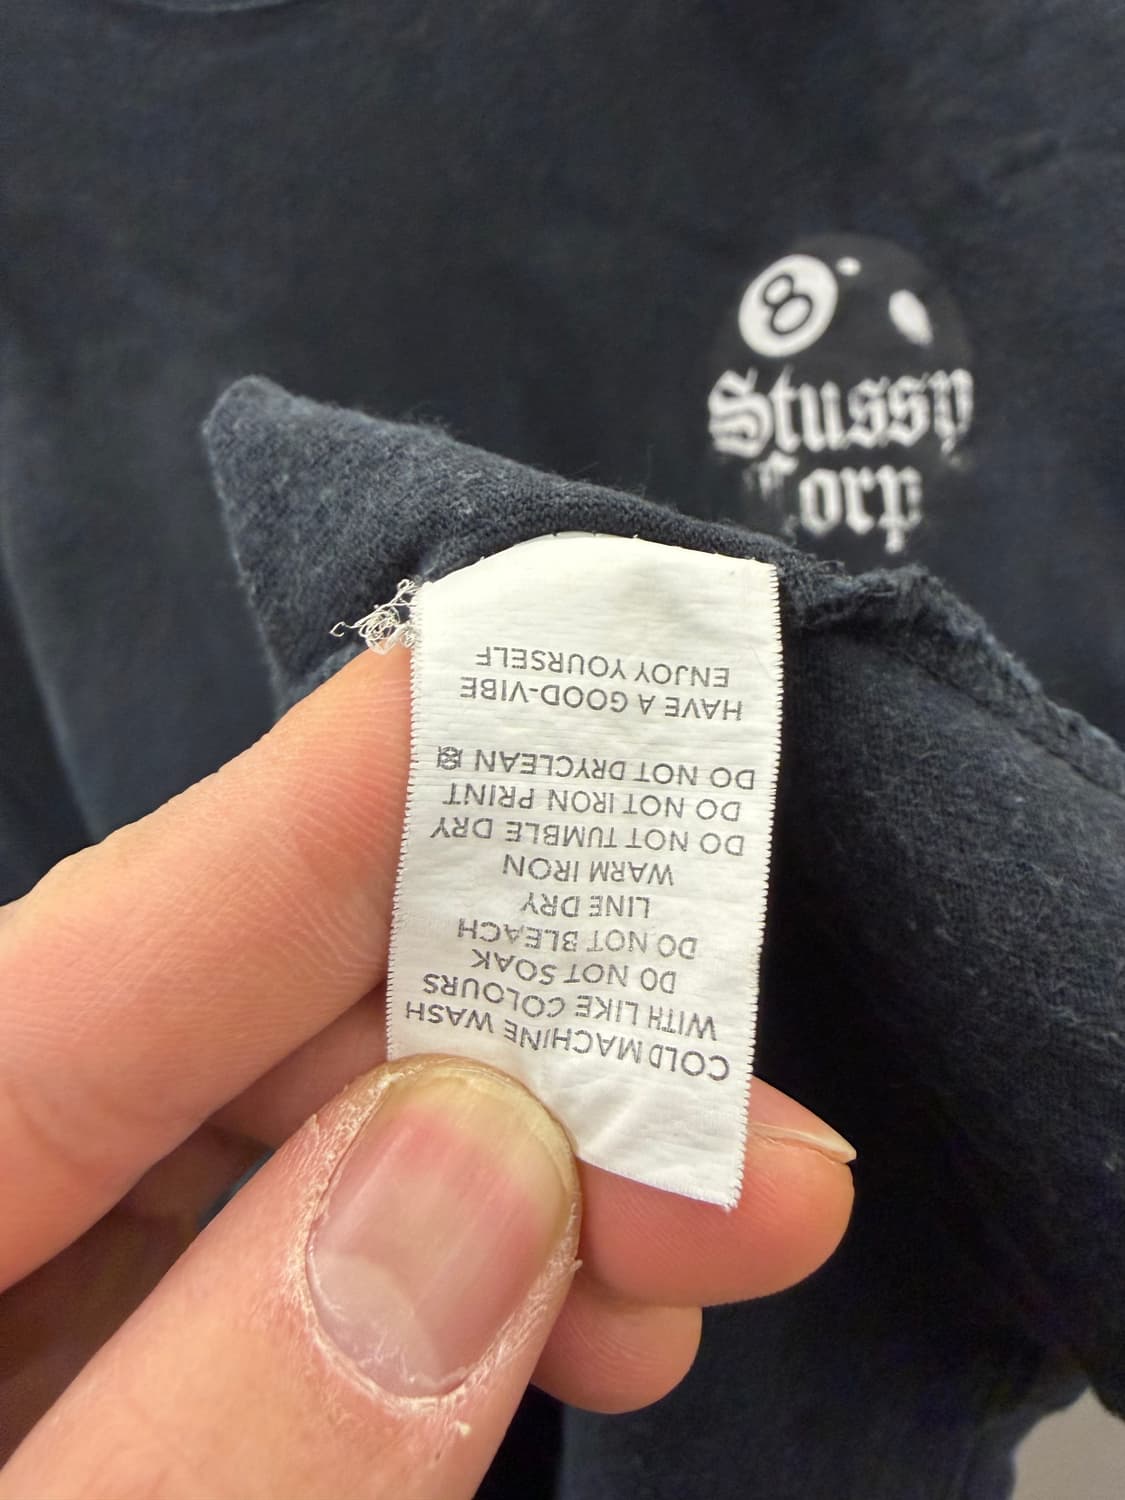 8
Stussy
Corp
COLD MACHINE WASH
WITH LIKE COLOURS
DO NOT SOAK
DO NOT BLEACH
LINE DRY
WARM IRON
DO NOT TUMBLE DRY
DO NOT IRON PRINT
DO NOT DRYCLEAN
HAVE A GOOD-VIBE
ENJOY YOURSELF